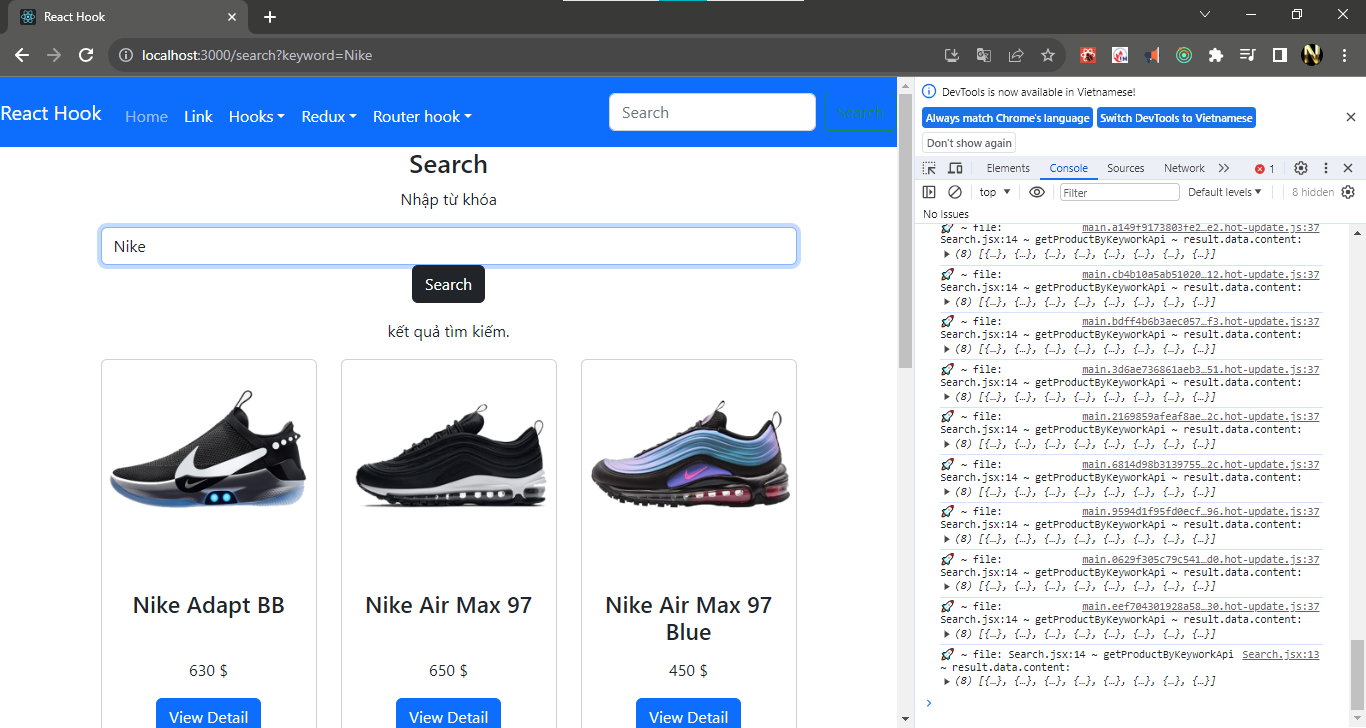 React Hook
localhost:3000/search?keyword=Nike
React Hook Home Link Hooks Redux Router hook Search Search
Search
Nhập từ khóa
Nike
Search
kết quả tìm kiếm.
Nike Adapt BB
630 $
View Detail
Nike Air Max 97
650 $
View Detail
Nike Air Max 97
Blue
450 $
View Detail
DevTools is now available in Vietnamese!
Always match Chrome's language Switch DevTools to Vietnamese
Don't show again
Elements Console Sources Network 1
top Filter Default levels 8 hidden
No Issues
~ file: main.a149f9173803fe2…e2.hot-update.js:37
Search.jsx:14 ~ getProductByKeyworkApi ~ result.data.content:
(8) [{…}, {…}, {…}, {…}, {…}, {…}, {…}, {…}]
~ file: main.cb4b10a5ab51020…12.hot-update.js:37
Search.jsx:14 ~ getProductByKeyworkApi ~ result.data.content:
(8) [{…}, {…}, {…}, {…}, {…}, {…}, {…}, {…}]
~ file: main.bdff4b6b3aec057…f3.hot-update.js:37
Search.jsx:14 ~ getProductByKeyworkApi ~ result.data.content:
(8) [{…}, {…}, {…}, {…}, {…}, {…}, {…}, {…}]
~ file: main.3d6ae736861aeb3…51.hot-update.js:37
Search.jsx:14 ~ getProductByKeyworkApi ~ result.data.content:
(8) [{…}, {…}, {…}, {…}, {…}, {…}, {…}, {…}]
~ file: main.2169859afeaf8ae…2c.hot-update.js:37
Search.jsx:14 ~ getProductByKeyworkApi ~ result.data.content:
(8) [{…}, {…}, {…}, {…}, {…}, {…}, {…}, {…}]
~ file: main.6814d98b3139755…2c.hot-update.js:37
Search.jsx:14 ~ getProductByKeyworkApi ~ result.data.content:
(8) [{…}, {…}, {…}, {…}, {…}, {…}, {…}, {…}]
~ file: main.9594d1f95fd0ecf…96.hot-update.js:37
Search.jsx:14 ~ getProductByKeyworkApi ~ result.data.content:
(8) [{…}, {…}, {…}, {…}, {…}, {…}, {…}, {…}]
~ file: main.0629f305c79c541…d0.hot-update.js:37
Search.jsx:14 ~ getProductByKeyworkApi ~ result.data.content:
(8) [{…}, {…}, {…}, {…}, {…}, {…}, {…}, {…}]
~ file: main.eef704301928a58…30.hot-update.js:37
Search.jsx:14 ~ getProductByKeyworkApi ~ result.data.content:
(8) [{…}, {…}, {…}, {…}, {…}, {…}, {…}, {…}]
~ file: Search.jsx:14 ~ getProductByKeyworkApi Search.jsx:13
~ result.data.content:
(8) [{…}, {…}, {…}, {…}, {…}, {…}, {…}, {…}]